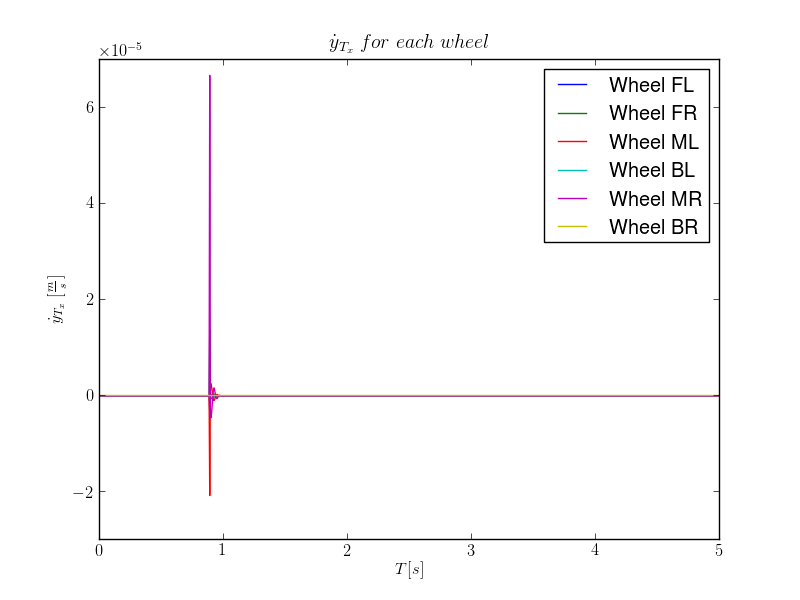 ẏ_{T_x} for each wheel
×10⁻⁵
Wheel FL
Wheel FR
Wheel ML
Wheel BL
Wheel MR
Wheel BR
6
4
2
0
−2
ẏ_{T_x} [m/s]
0 1 2 3 4 5
T[s]